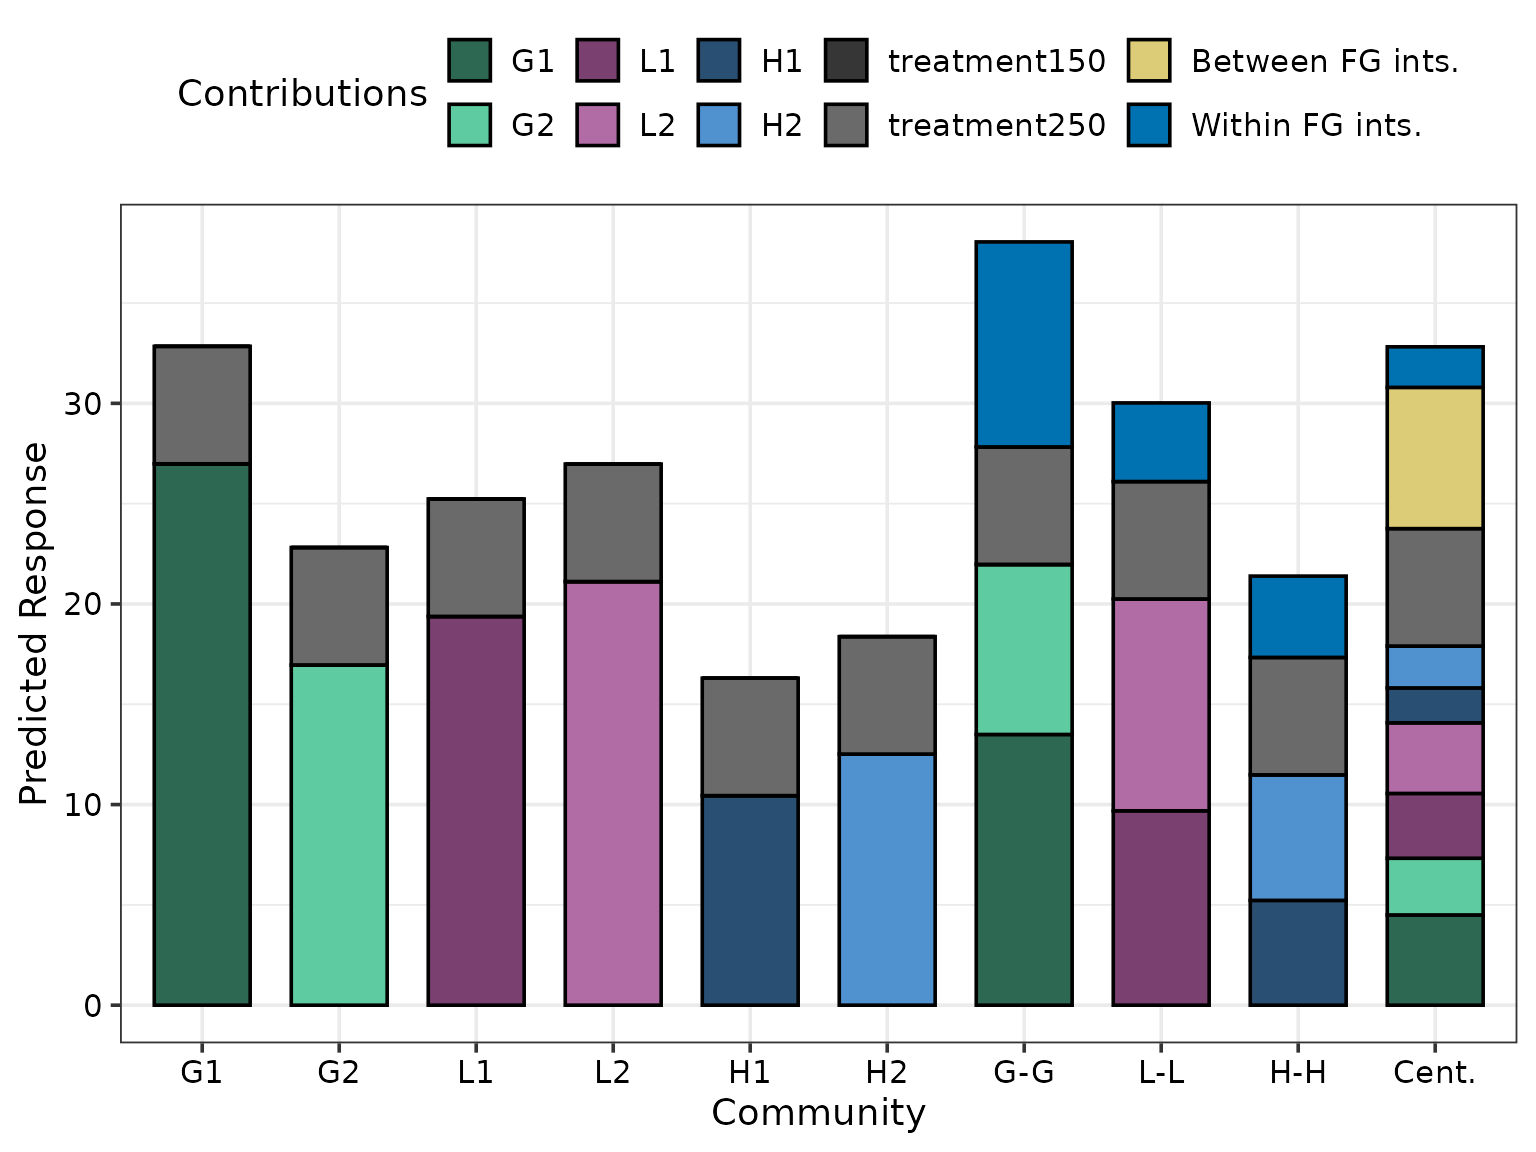 Contributions
G1 L1 H1 treatment150 Between FG ints.
G2 L2 H2 treatment250 Within FG ints.
Predicted Response
30
20
10
0
G1 G2 L1 L2 H1 H2 G-G L-L H-H Cent.
Community